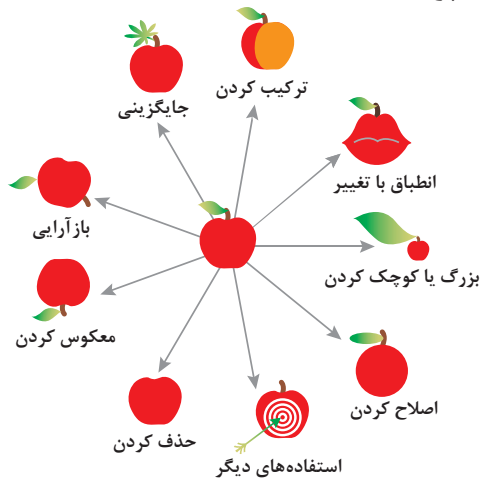 ترکیب کردن
جایگزینی
انطباق با تغییر
بازآرایی
بزرگ یا کوچک کردن
معکوس کردن
اصلاح کردن
حذف کردن
استفاده‌های دیگر